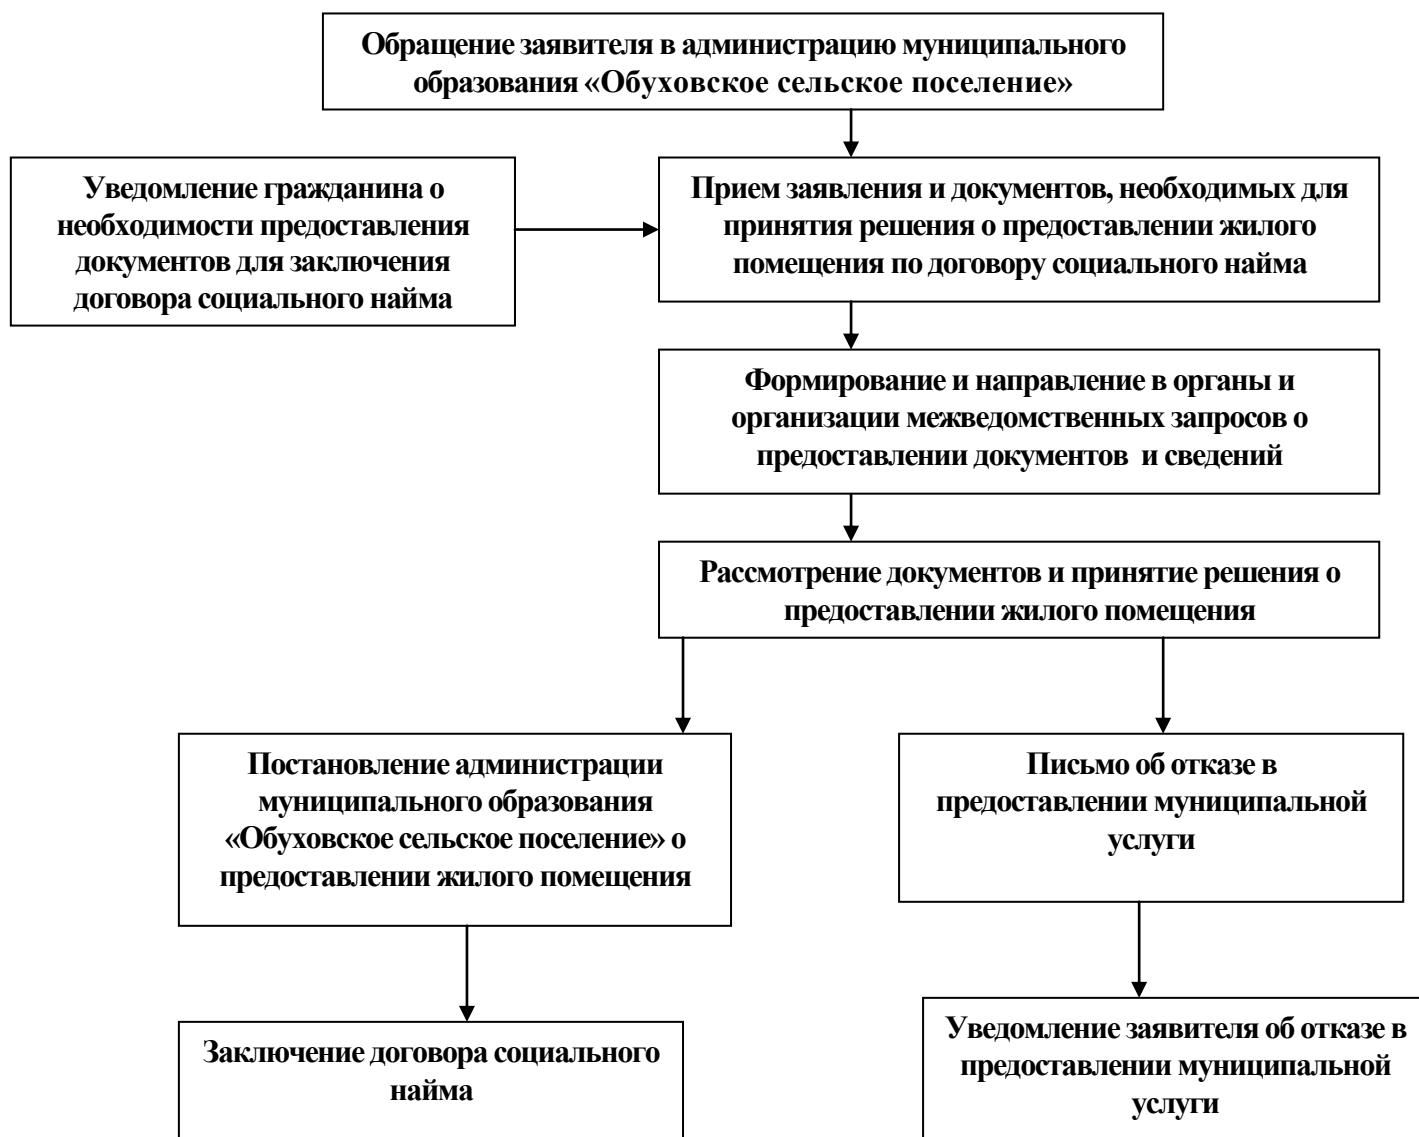 Обращение заявителя в администрацию муниципального
образования «Обуховское сельское поселение»
Уведомление гражданина о
необходимости предоставления
документов для заключения
договора социального найма
Прием заявления и документов, необходимых для
принятия решения о предоставлении жилого
помещения по договору социального найма
Формирование и направление в органы и
организации межведомственных запросов о
предоставлении документов и сведений
Рассмотрение документов и принятие решения о
предоставлении жилого помещения
Постановление администрации
муниципального образования
«Обуховское сельское поселение» о
предоставлении жилого помещения
Письмо об отказе в
предоставлении муниципальной
услуги
Заключение договора социального
найма
Уведомление заявителя об отказе в
предоставлении муниципальной
услуги